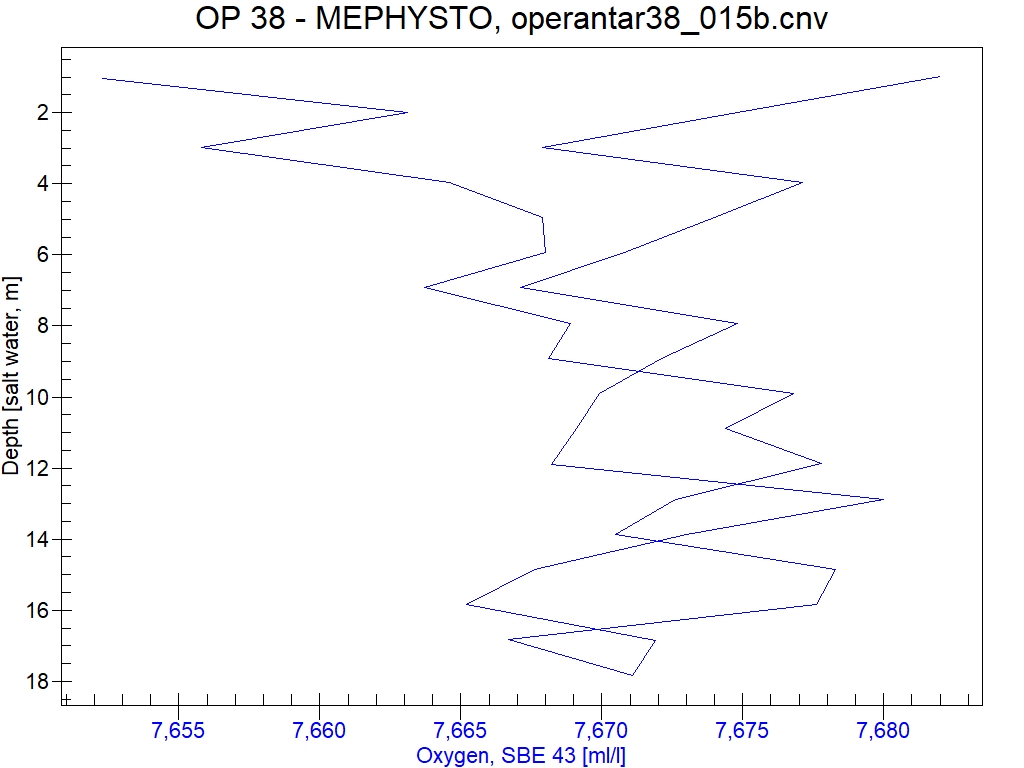 OP 38 - MEPHYSTO, operantar38_015b.cnv
Depth [salt water, m]
2
4
6
8
10
12
14
16
18
7,655 7,660 7,665 7,670 7,675 7,680
Oxygen, SBE 43 [ml/l]